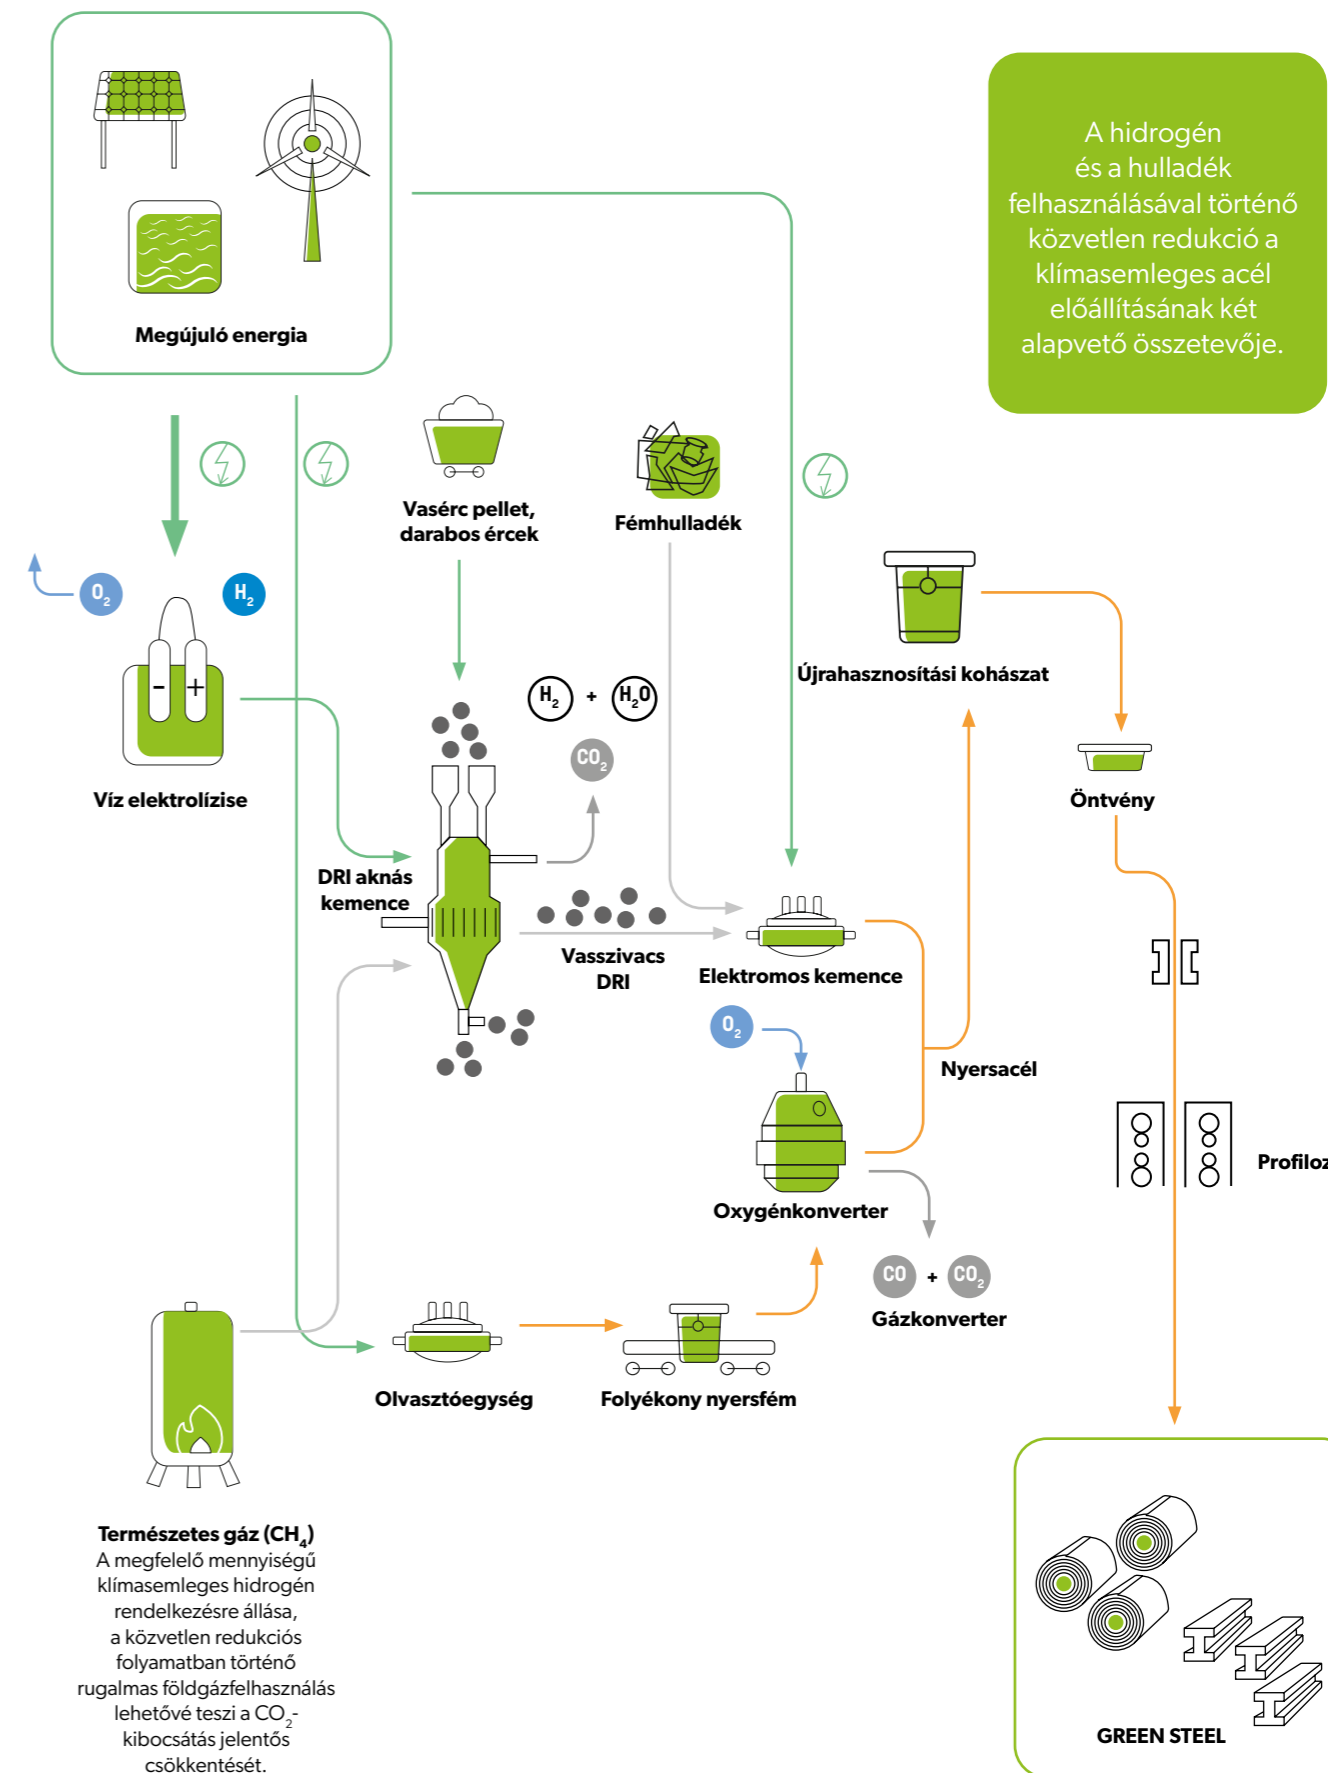 A hidrogén
és a hulladék
felhasználásával történő
közvetlen redukció a
klímasemleges acél
előállításának két
alapvető összetevője.
Megújuló energia
Vasérc pellet,
darabos ércek
Fémhulladék
O₂
H₂
- +
Víz elektrolízise
H₂ + H₂O
CO₂
Újrahasznosítási kohászat
Öntvény
DRI aknás
kemence
Vasszivacs
DRI
Elektromos kemence
O₂
Nyersacél
Oxygénkonverter
Profiloz
CO + CO₂
Gázkonverter
Olvasztóegység
Folyékony nyersfém
Természetes gáz (CH₄)
A megfelelő mennyiségű
klímasemleges hidrogén
rendelkezésre állása,
a közvetlen redukciós
folyamatban történő
rugalmas földgázfelhasználás
lehetővé teszi a CO₂-
kibocsátás jelentős
csökkentését.
GREEN STEEL